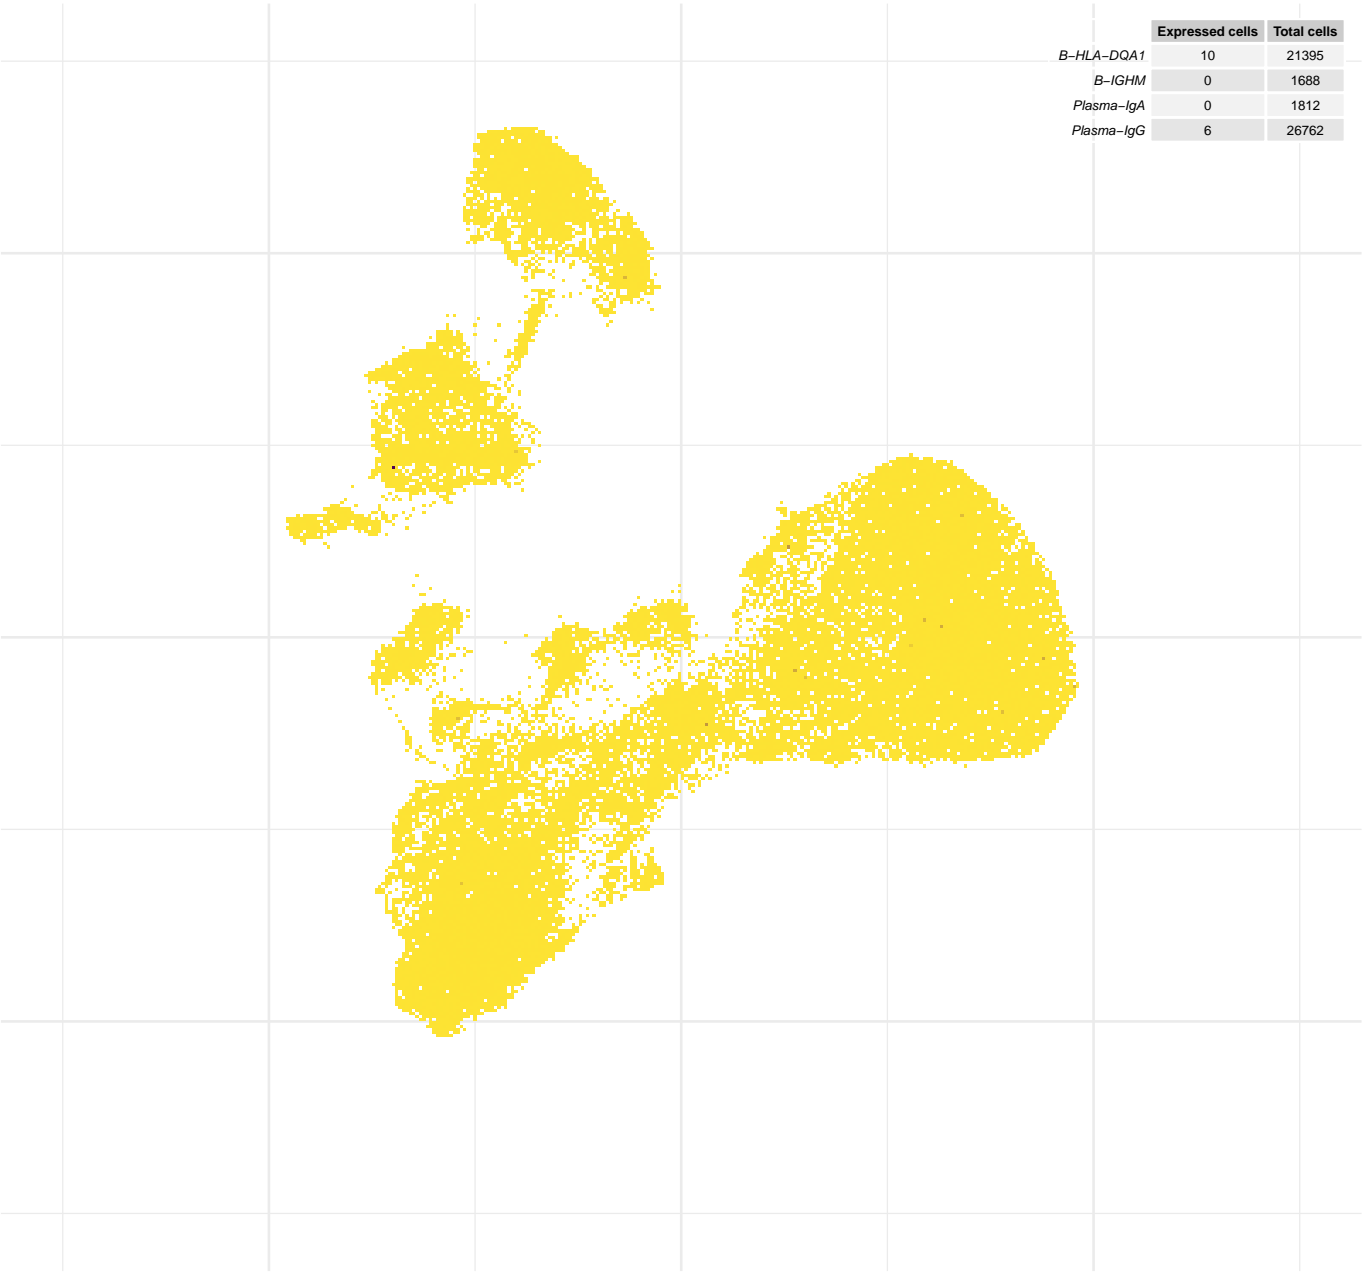 Expressed cells Total cells
B–HLA–DQA1 10 21395
B–IGHM 0 1688
Plasma–IgA 0 1812
Plasma–IgG 6 26762